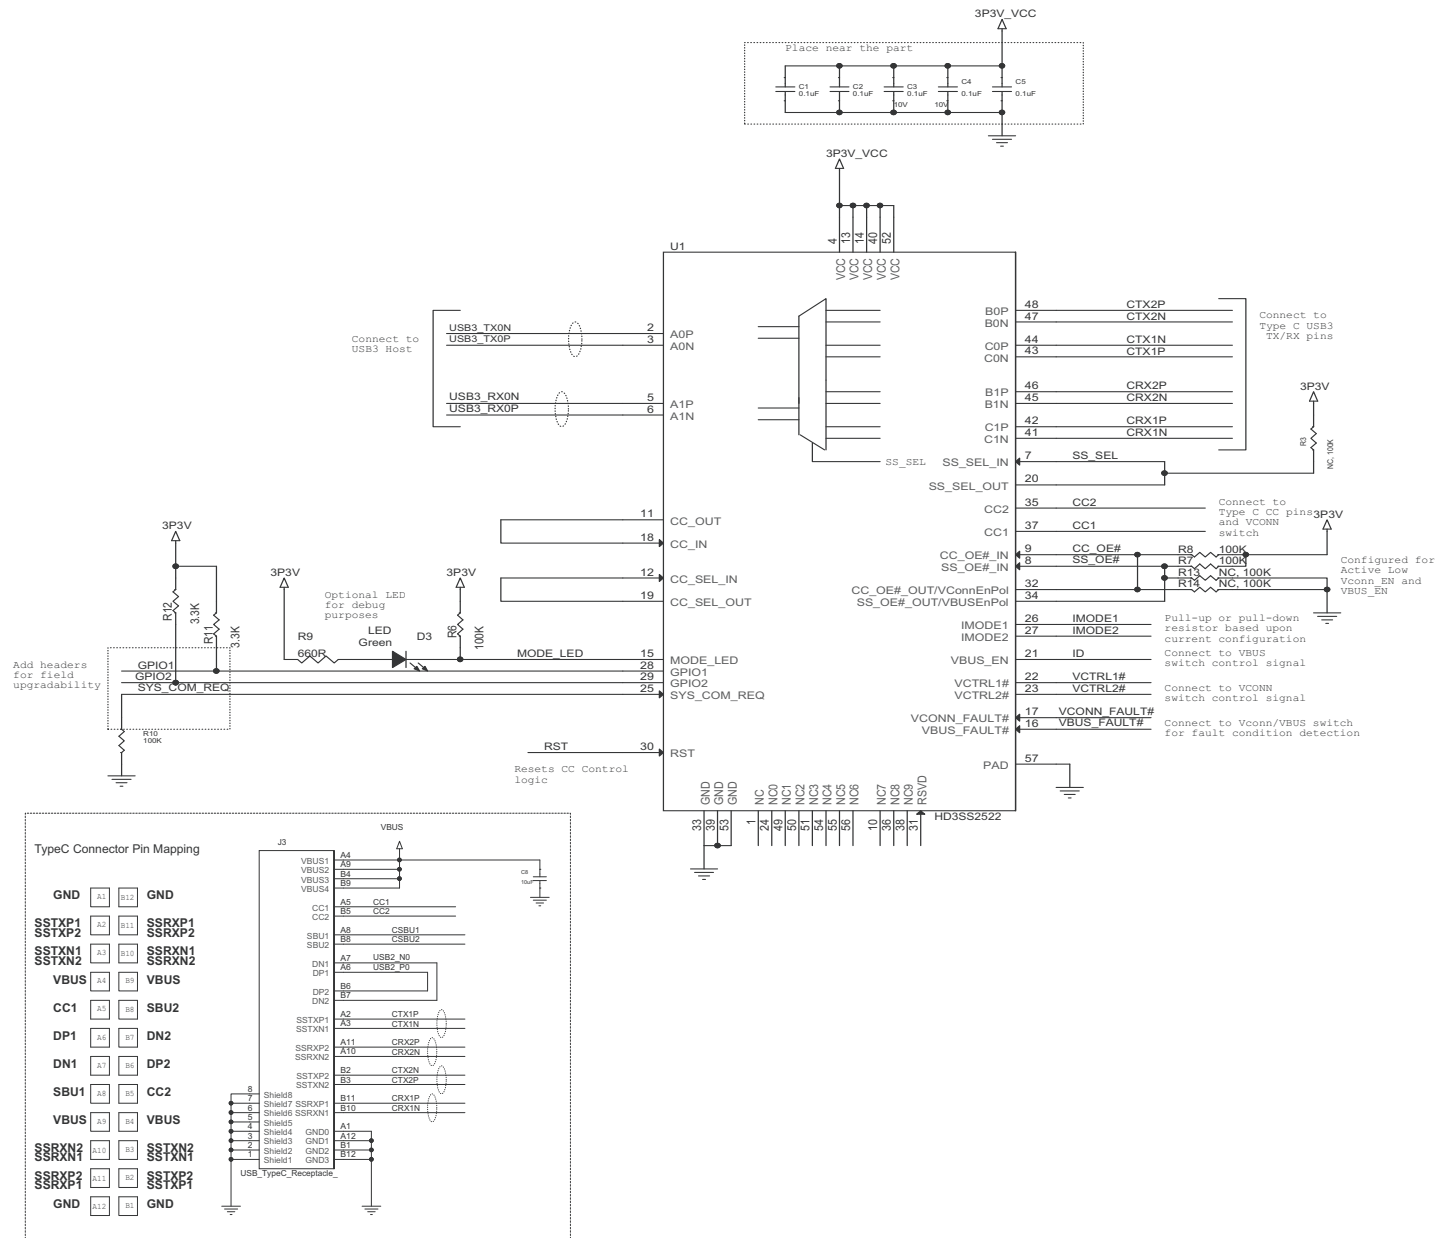 3P3V_VCC
Place near the part
C1
0.1uF
C2
0.1uF
C3
0.1uF
10V
C4
0.1uF
10V
C5
0.1uF
3P3V_VCC
4
13
14
40
52
VCC
VCC
VCC
VCC
VCC
U1
Connect to
USB3 Host
USB3_TX0N
2
A0P
USB3_TX0P
3
A0N
USB3_RX0N
5
A1P
USB3_RX0P
6
A1N
SS_SEL
B0P
48
CTX2P
B0N
47
CTX2N
C0P
44
CTX1N
C0N
43
CTX1P
B1P
46
CRX2P
B1N
45
CRX2N
C1P
42
CRX1P
C1N
41
CRX1N
Connect to
Type C USB3
TX/RX pins
SS_SEL_IN
7
SS_SEL
SS_SEL_OUT
20
3P3V
R3
NC, 100K
CC2
35
CC2
CC1
37
CC1
Connect to
Type C CC pins
and VCONN
switch
3P3V
CC_OE#_IN
9
CC_OE#
R8
100K
SS_OE#_IN
8
SS_OE#
R7
100K
R13
NC, 100K
CC_OE#_OUT/VConnEnPol
32
R14
NC, 100K
SS_OE#_OUT/VBUSEnPol
34
Configured for
Active Low
Vconn_EN and
VBUS_EN
IMODE1
26
IMODE1
IMODE2
27
IMODE2
Pull-up or pull-down
resistor based upon
current configuration
VBUS_EN
21
ID
Connect to VBUS
switch control signal
VCTRL1#
22
VCTRL1#
VCTRL2#
23
VCTRL2#
Connect to VCONN
switch control signal
VCONN_FAULT#
17
VCONN_FAULT#
VBUS_FAULT#
16
VBUS_FAULT#
Connect to Vconn/VBUS switch
for fault condition detection
PAD
57
11
CC_OUT
18
CC_IN
12
CC_SEL_IN
19
CC_SEL_OUT
3P3V
R12
3.3K
R11
3.3K
3P3V
Optional LED
for debug
purposes
3P3V
R9
660R
LED
Green
D3
R6
100K
MODE_LED
15
MODE_LED
Add headers
for field
upgradability
GPIO1
28
GPIO1
GPIO2
29
GPIO2
SYS_COM_REQ
25
SYS_COM_REQ
R10
100K
RST
30
RST
Resets CC Control
logic
GND
GND
GND
NC
NC0
NC1
NC2
NC3
NC4
NC5
NC6
NC7
NC8
NC9
RSVD
33
39
53
1
24
49
50
51
54
55
56
10
36
38
31
HD3SS2522
TypeC Connector Pin Mapping
GND A1 B12 GND
SSTXP1
SSTXP2
A2 B11
SSRXP1
SSRXP2
SSTXN1
SSTXN2
A3 B10
SSRXN1
SSRXN2
VBUS A4 B9 VBUS
CC1 A5 B8 SBU2
DP1 A6 B7 DN2
DN1 A7 B6 DP2
SBU1 A8 B5 CC2
VBUS A9 B4 VBUS
SSRXN2
SSRXN1
A10 B3
SSTXN2
SSTXN1
SSRXP2
SSRXP1
A11 B2
SSTXP2
SSTXP1
GND A12 B1 GND
J3
VBUS
VBUS1 A4
VBUS2 A9
VBUS3 B4
VBUS4 B9
C6
10uF
CC1 A5 CC1
CC2 B5 CC2
SBU1 A8 CSBU1
SBU2 B8 CSBU2
DN1 A7 USB2_N0
DP1 A6 USB2_P0
DP2 B6
DN2 B7
SSTXP1 A2 CTX1P
SSTXN1 A3 CTX1N
SSRXP2 A11 CRX2P
SSRXN2 A10 CRX2N
SSTXP2 B2 CTX2N
SSTXN2 B3 CTX2P
8 Shield8
7 Shield7 SSRXP1 B11 CRX1P
6 Shield6 SSRXN1 B10 CRX1N
5 Shield5
4 Shield4 GND0 A1
3 Shield3 GND1 A12
2 Shield2 GND2 B1
1 Shield1 GND3 B12
USB_TypeC_Receptacle_